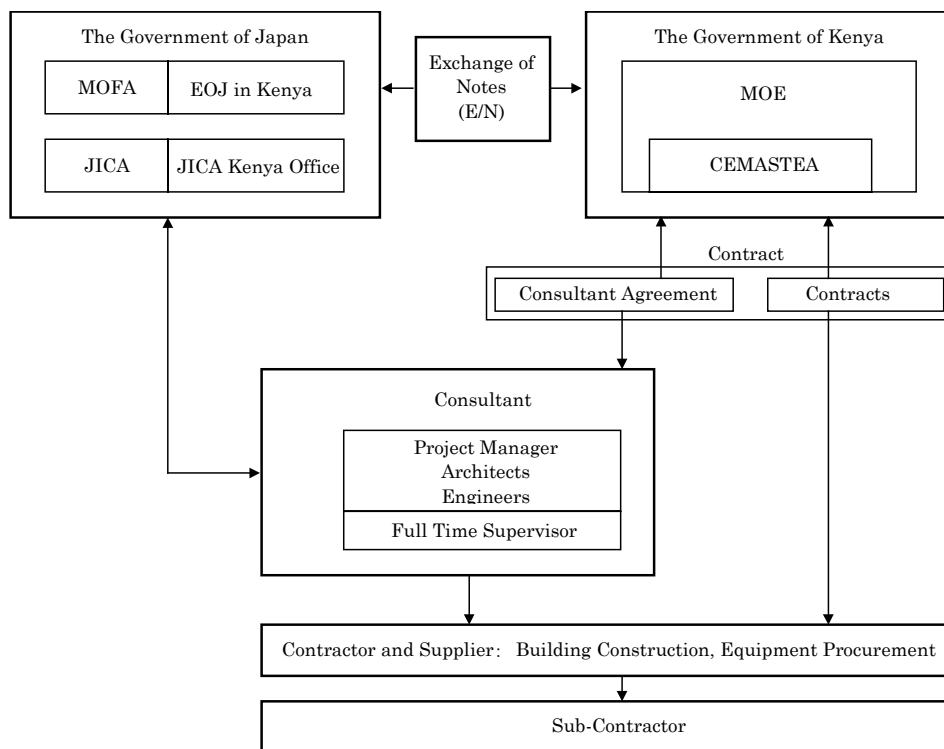 The Government of Japan
MOFA
EOJ in Kenya
JICA
JICA Kenya Office
Exchange of
Notes
(E/N)
The Government of Kenya
MOE
CEMASTEA
Contract
Consultant Agreement
Contracts
Consultant
Project Manager
Architects
Engineers
Full Time Supervisor
Contractor and Supplier: Building Construction, Equipment Procurement
Sub-Contractor